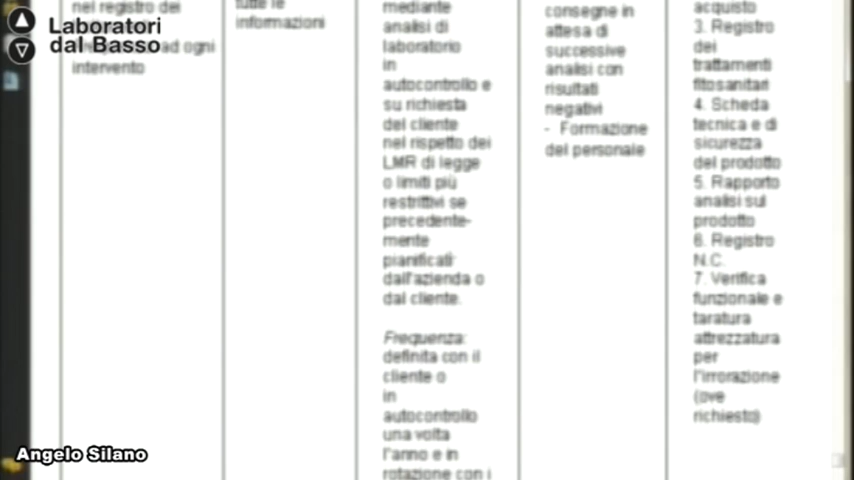 Laboratori
dal Basso
nel registro dei
ad ogni
intervento
tutte le
informazioni
mediante
analisi di
laboratorio
in
autocontrollo e
su richiesta
del cliente
nel rispetto dei
LMR di legge
o limiti più
restrittivi se
precedente-
mente
pianificati
dall'azienda o
dal cliente.
Frequenza:
definita con il
cliente o
in
autocontrollo
una volta
l'anno e in
rotazione con i
consegne in
attesa di
successive
analisi con
risultati
negativi
- Formazione
del personale
acquisto
3. Registro
dei
trattamenti
fitosanitari
4. Scheda
tecnica e di
sicurezza
del prodotto
5. Rapporto
analisi sul
prodotto
6. Registro
N.C.
7. Verifica
funzionale e
taratura
attrezzatura
per
l'irrorazione
(ove
richiesto)
Angelo Silano